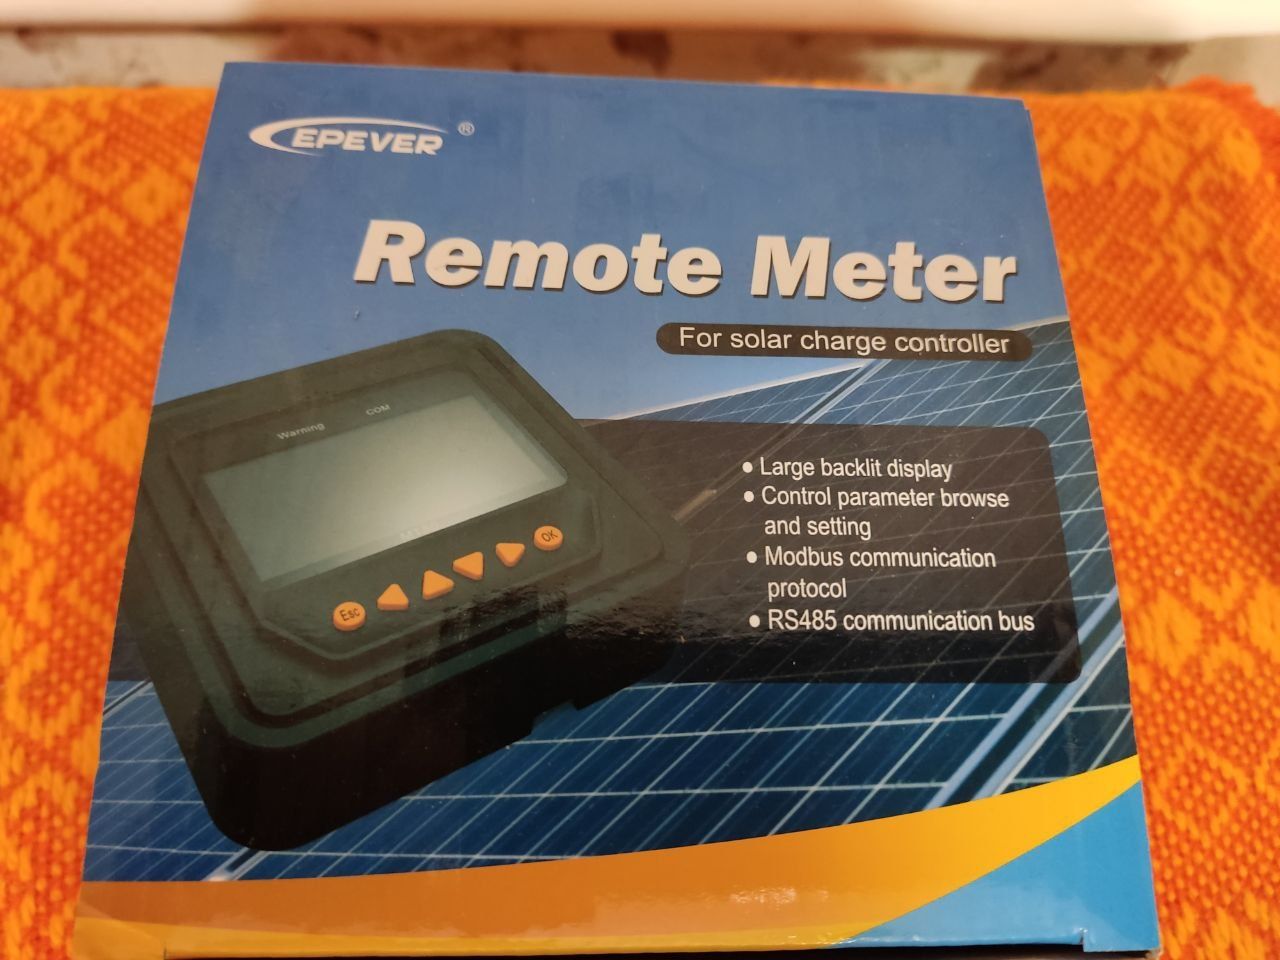 EPEVER ®
Remote Meter
For solar charge controller
Warning COM
Esc OK
• Large backlit display
• Control parameter browse
and setting
• Modbus communication
protocol
• RS485 communication bus